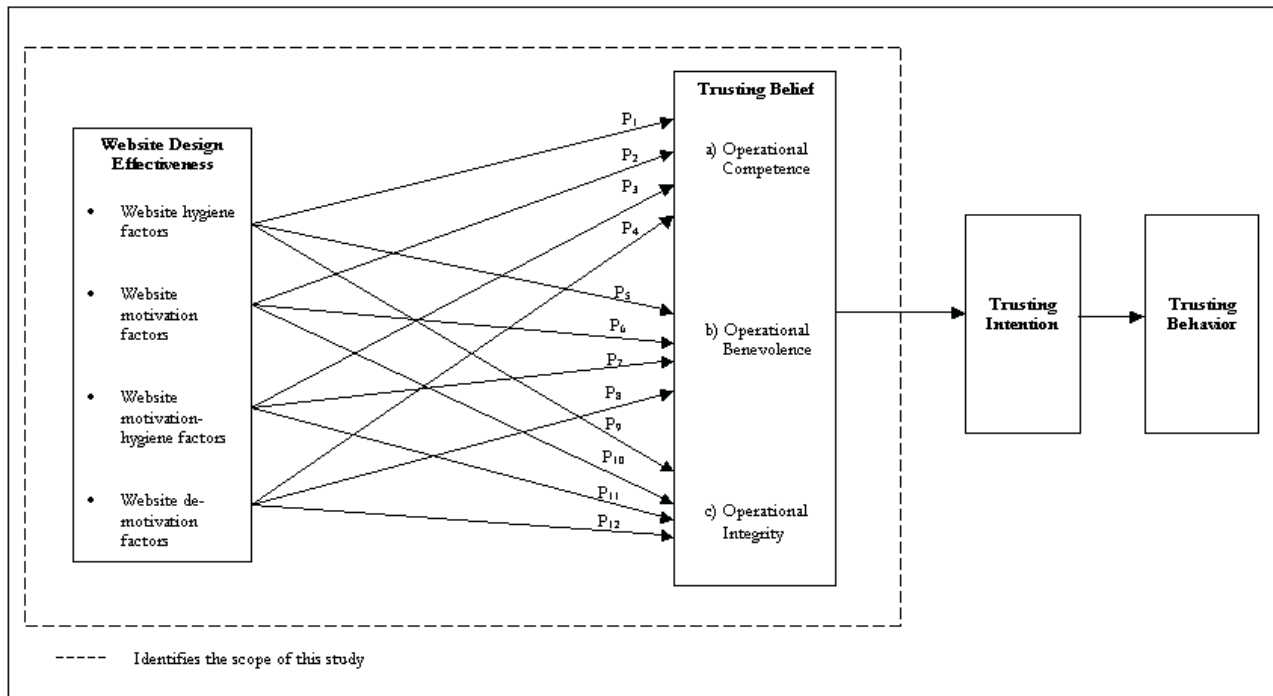 Website Design
Effectiveness
• Website hygiene
factors
• Website
motivation
factors
• Website
motivation-
hygiene factors
• Website de-
motivation
factors
P1
P2
P3
P4
P5
P6
P7
P8
P9
P10
P11
P12
Trusting Belief
a) Operational
Competence
b) Operational
Benevolence
c) Operational
Integrity
Trusting
Intention
Trusting
Behavior
Identifies the scope of this study